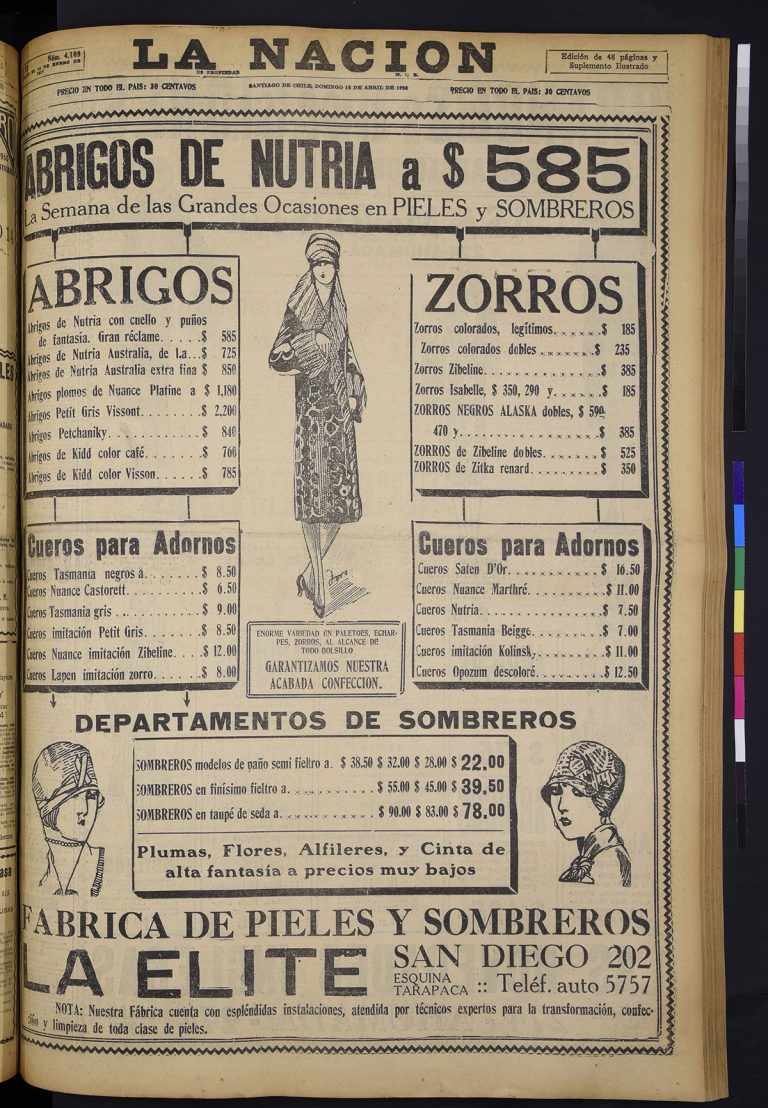 Núm. 4,109
LA NACION
ES PROPIEDAD
M. C. R.
Edición de 48 páginas y
Suplemento Ilustrado
PRECIO EN TODO EL PAIS: 30 CENTAVOS
SANTIAGO DE CHILE, DOMINGO 15 DE ABRIL DE 1928
PRECIO EN TODO EL PAIS: 30 CENTAVOS
ABRIGOS DE NUTRIA a $ 585
La Semana de las Grandes Ocasiones en PIELES y SOMBREROS
ABRIGOS
Abrigos de Nutria con cuello y puños
de fantasía. Gran réclame. . . . . $ 585
Abrigos de Nutria Australia, de La... $ 725
Abrigos de Nutria Australia extra fina $ 850
Abrigos plomos de Nuance Platine a $ 1,180
Abrigos Petit Gris Vissont. . . . . . . . $ 2,200
Abrigos Petchaniky. . . . . . . . . . . . $ 840
Abrigos de Kidd color café. . . . . . . $ 760
Abrigos de Kidd color Visson. . . . . . $ 785
ZORROS
Zorros colorados, legítimos. . . . . . $ 185
Zorros colorados dobles . . . . . . . $ 235
Zorros Zibeline. . . . . . . . . . . . . $ 385
Zorros Isabelle, $ 350, 290 y. . . . . $ 185
ZORROS NEGROS ALASKA dobles, $ 590
470 y. . . . . . . . . . . . . . . . . $ 385
ZORROS de Zibeline dobles. . . . . . . $ 525
ZORROS de Zitka renard. . . . . . . . . $ 350
Cueros para Adornos
Cueros Tasmania negros a. . . . . . . $ 8.50
Cueros Nuance Castorett. . . . . . . . $ 6.50
Cueros Tasmania gris . . . . . . . . . $ 9.00
Cueros imitación Petit Gris. . . . . . $ 8.50
Cueros Nuance imitación Zibeline. . . . $ 12.00
Cueros Lapen imitación zorro. . . . . . $ 8.00
Cueros para Adornos
Cueros Saten D'Or. . . . . . . . . . . $ 16.50
Cueros Nuance Marthré. . . . . . . . . $ 11.00
Cueros Nutria. . . . . . . . . . . . . $ 7.50
Cueros Tasmania Beigge. . . . . . . . . $ 7.00
Cueros imitación Kolinsky. . . . . . . $ 11.00
Cueros Opozum descoloré. . . . . . . . $ 12.50
ENORME VARIEDAD EN PALETOES, ECHAR-
PES, ZORROS, AL ALCANCE DE
TODO BOLSILLO
GARANTIZAMOS NUESTRA
ACABADA CONFECCION.
DEPARTAMENTOS DE SOMBREROS
SOMBREROS modelos de paño semi fieltro a. $ 38.50 $ 32.00 $ 28.00 $ 22.00
SOMBREROS en finísimo fieltro a. . . . . . . . . . . $ 55.00 $ 45.00 $ 39.50
SOMBREROS en taupé de seda a. . . . . . . . . . . . $ 90.00 $ 83.00 $ 78.00
Plumas, Flores, Alfileres, y Cinta de
alta fantasía a precios muy bajos
FABRICA DE PIELES Y SOMBREROS
LA ELITE
SAN DIEGO 202
ESQUINA
TARAPACA :: Teléf. auto 5757
NOTA: Nuestra Fábrica cuenta con espléndidas instalaciones, atendida por técnicos expertos para la transformación, confec-
ción y limpieza de toda clase de pieles.